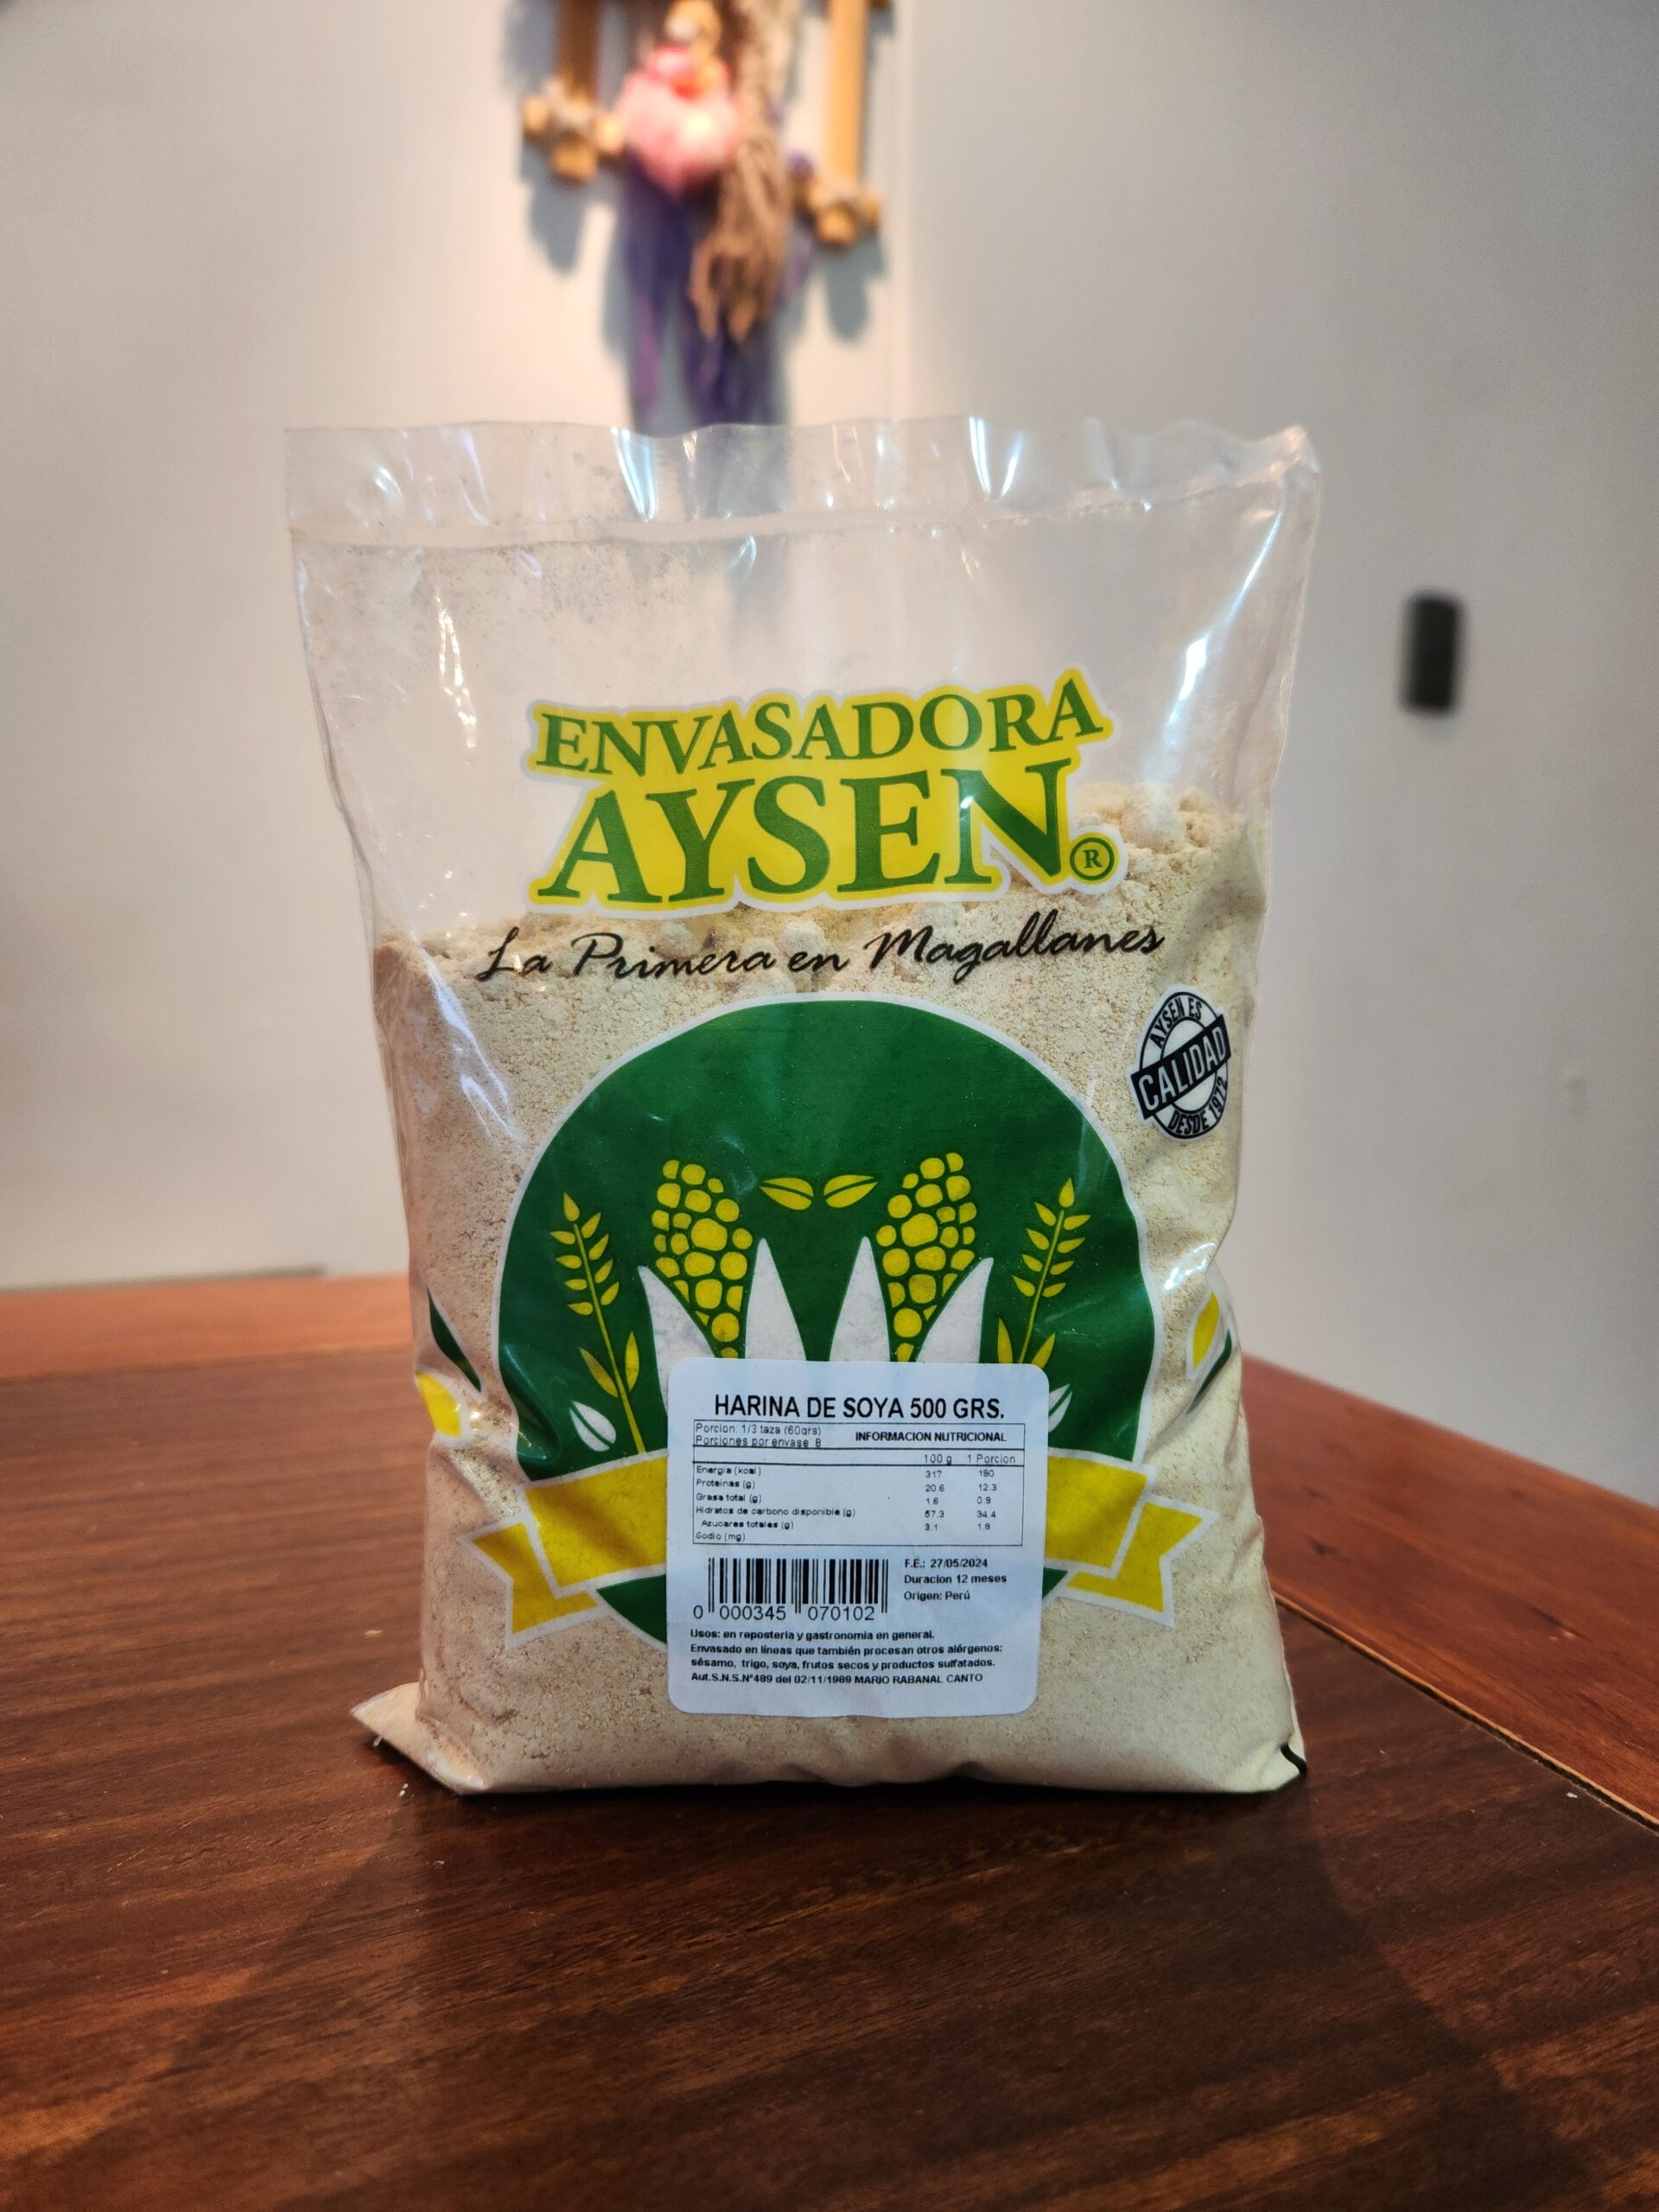 ENVASADORA
AYSEN®
La Primera en Magallanes
AYSEN ES
CALIDAD
DESDE 1972
HARINA DE SOYA 500 GRS.
Porcion: 1/3 taza (60grs)
Porciones por envase 8
INFORMACION NUTRICIONAL
100 g 1 Porcion
Energia (kcal) 317 190
Proteinas (g) 20.6 12.3
Grasa total (g) 1.6 0.9
Hidratos de carbono disponible (g) 57.3 34.4
Azucares totales (g) 3.1 1.8
Sodio (mg)
F.E.: 27/05/2024
Duracion 12 meses
Origen: Perú
0 000345 070102
Usos: en reposteria y gastronomia en general.
Envasado en líneas que también procesan otros alérgenos:
sésamo, trigo, soya, frutos secos y productos sulfatados.
Aut.S.N.S.Nº489 del 02/11/1989 MARIO RABANAL CANTO